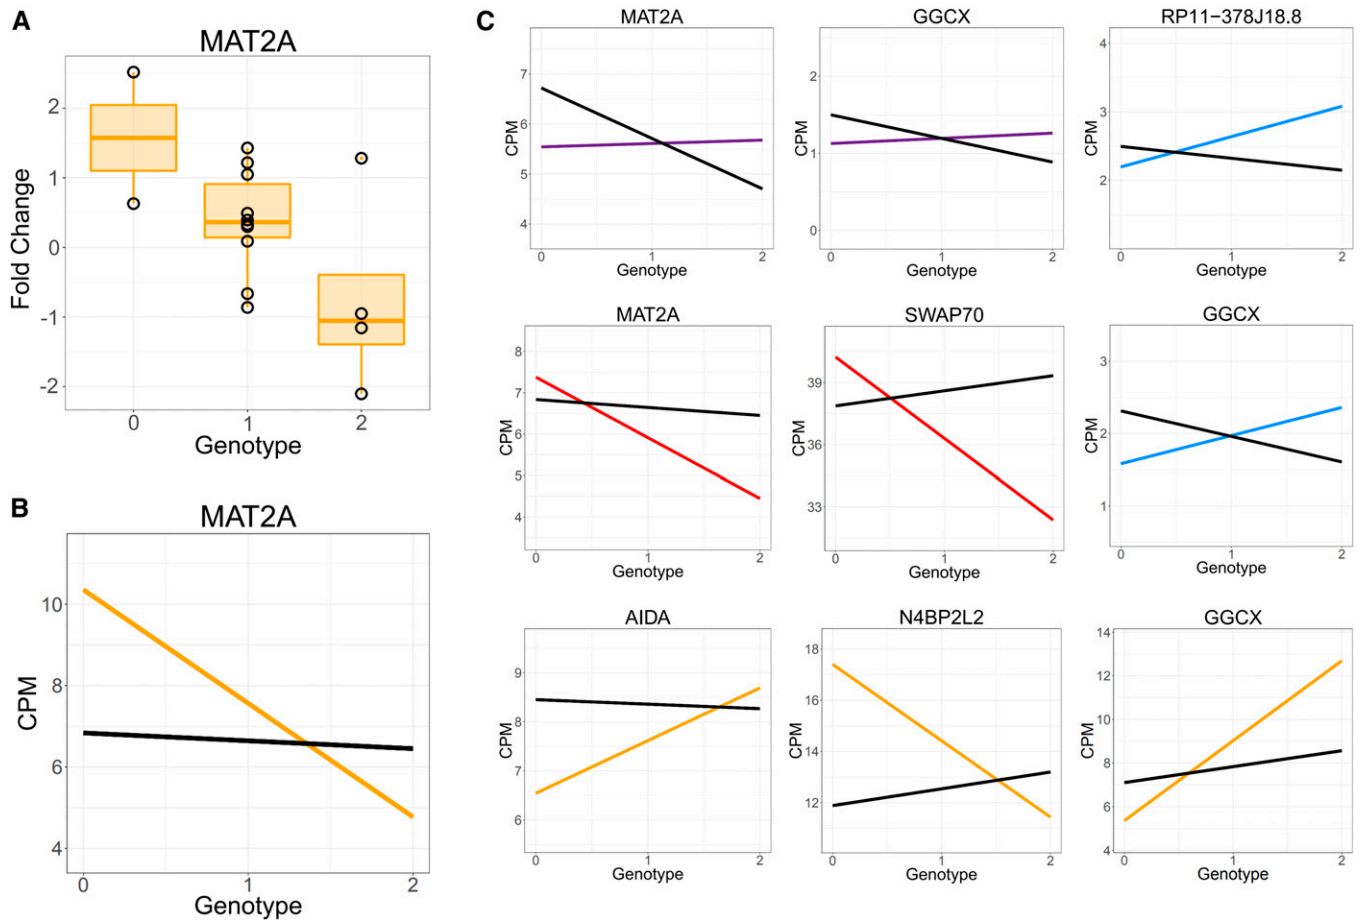 A
MAT2A
Fold Change
2
1
0
-1
-2
0 1 2
Genotype
B
MAT2A
CPM
10
8
6
4
0 1 2
Genotype
C
MAT2A
CPM
7
6
5
4
0 1 2
Genotype
GGCX
CPM
2
1
0
0 1 2
Genotype
RP11−378J18.8
CPM
4
3
2
0 1 2
Genotype
MAT2A
CPM
8
7
6
5
4
0 1 2
Genotype
SWAP70
CPM
39
36
33
0 1 2
Genotype
GGCX
CPM
3
2
1
0 1 2
Genotype
AIDA
CPM
9
8
7
6
0 1 2
Genotype
N4BP2L2
CPM
18
16
14
12
0 1 2
Genotype
GGCX
CPM
14
12
10
8
6
4
0 1 2
Genotype